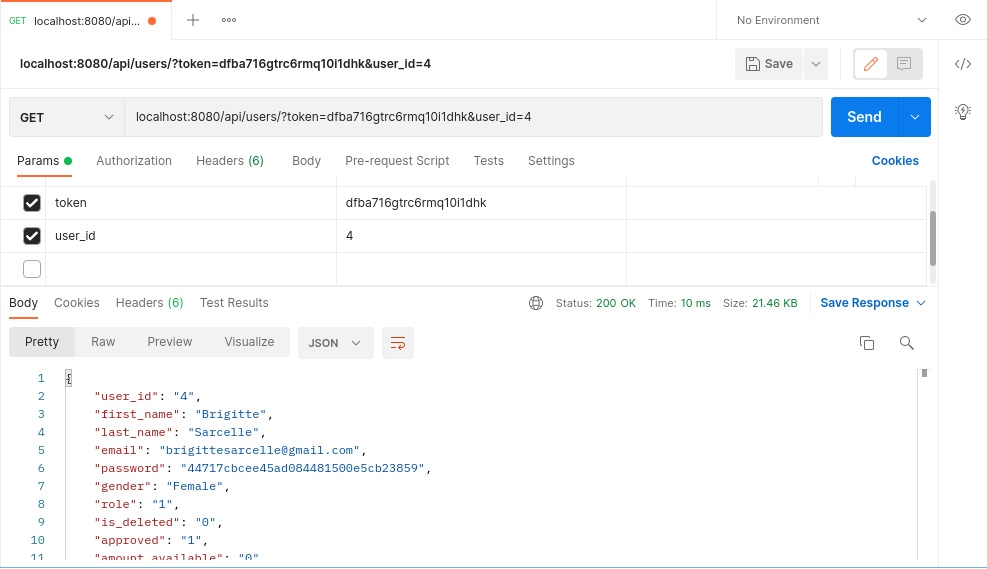 GET localhost:8080/api... No Environment
localhost:8080/api/users/?token=dfba716gtrc6rmq10i1dhk&user_id=4 Save
GET localhost:8080/api/users/?token=dfba716gtrc6rmq10i1dhk&user_id=4 Send
Params Authorization Headers (6) Body Pre-request Script Tests Settings Cookies
token dfba716gtrc6rmq10i1dhk
user_id 4
Body Cookies Headers (6) Test Results Status: 200 OK Time: 10 ms Size: 21.46 KB Save Response
Pretty Raw Preview Visualize JSON
1 {
2 "user_id": "4",
3 "first_name": "Brigitte",
4 "last_name": "Sarcelle",
5 "email": "brigittesarcelle@gmail.com",
6 "password": "44717cbcee45ad084481500e5cb23859",
7 "gender": "Female",
8 "role": "1",
9 "is_deleted": "0",
10 "approved": "1",
11 "amount_available": "0"